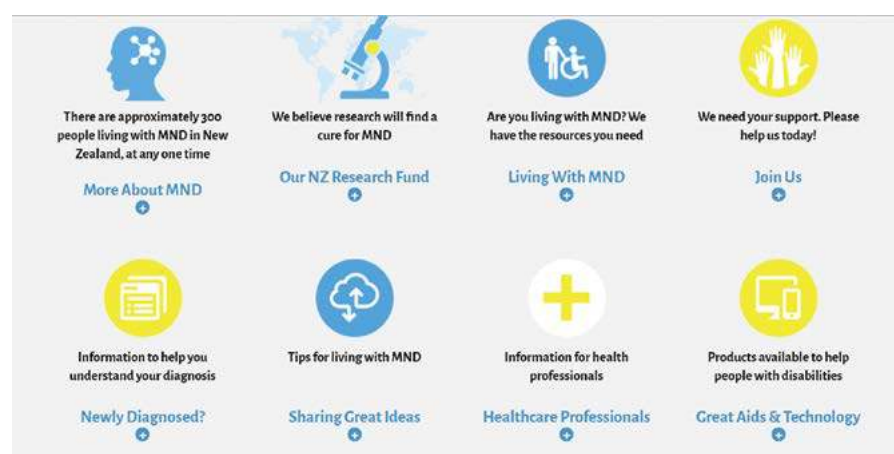 There are approximately 300
people living with MND in New
Zealand, at any one time
More About MND
We believe research will find a
cure for MND
Our NZ Research Fund
Are you living with MND? We
have the resources you need
Living With MND
We need your support. Please
help us today!
Join Us
Information to help you
understand your diagnosis
Newly Diagnosed?
Tips for living with MND
Sharing Great Ideas
Information for health
professionals
Healthcare Professionals
Products available to help
people with disabilities
Great Aids & Technology